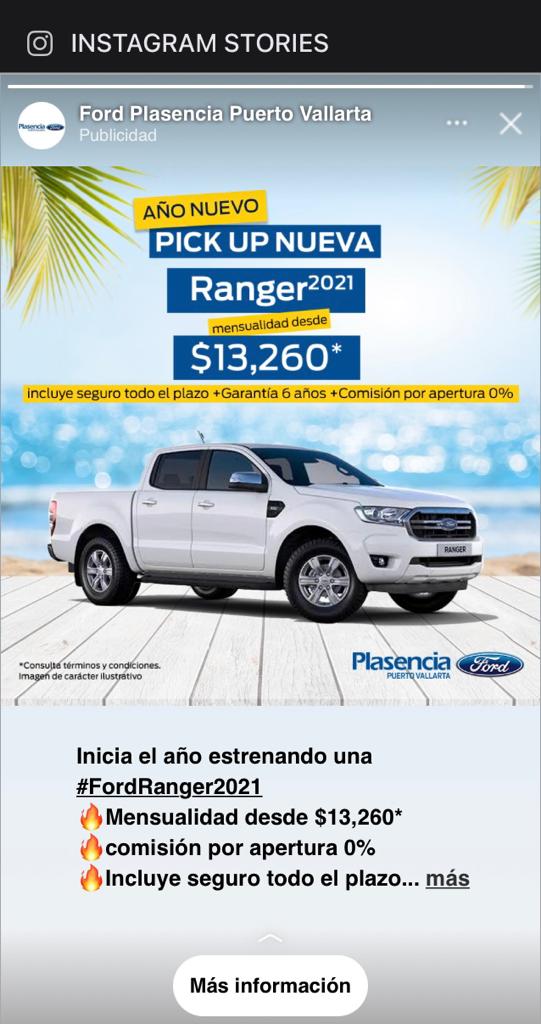 INSTAGRAM STORIES
Plasencia Ford
Ford Plasencia Puerto Vallarta
Publicidad
AÑO NUEVO
PICK UP NUEVA
Ranger2021
mensualidad desde
$13,260*
incluye seguro todo el plazo +Garantía 6 años +Comisión por apertura 0%
Ford
RANGER
*Consulta términos y condiciones.
Imagen de carácter ilustrativo
Plasencia Ford
PUERTO VALLARTA
Inicia el año estrenando una
#FordRanger2021
🔥Mensualidad desde $13,260*
🔥comisión por apertura 0%
🔥Incluye seguro todo el plazo... más
Más información